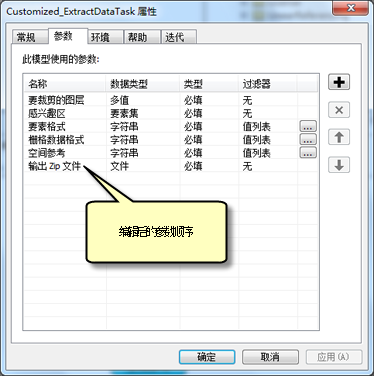 Customized_ExtractDataTask 属性
常规 参数 环境 帮助 迭代
此模型使用的参数:
名称 数据类型 类型 过滤器
要裁剪的图层 多值 必填 无
感兴趣区 要素集 必填 无
要素格式 字符串 必填 值列表 ...
栅格数据格式 字符串 必填 值列表 ...
空间参考 字符串 必填 值列表 ...
输出 Zip 文件 文件 必填 无
编辑后的参数顺序
确定 取消 应用(A)